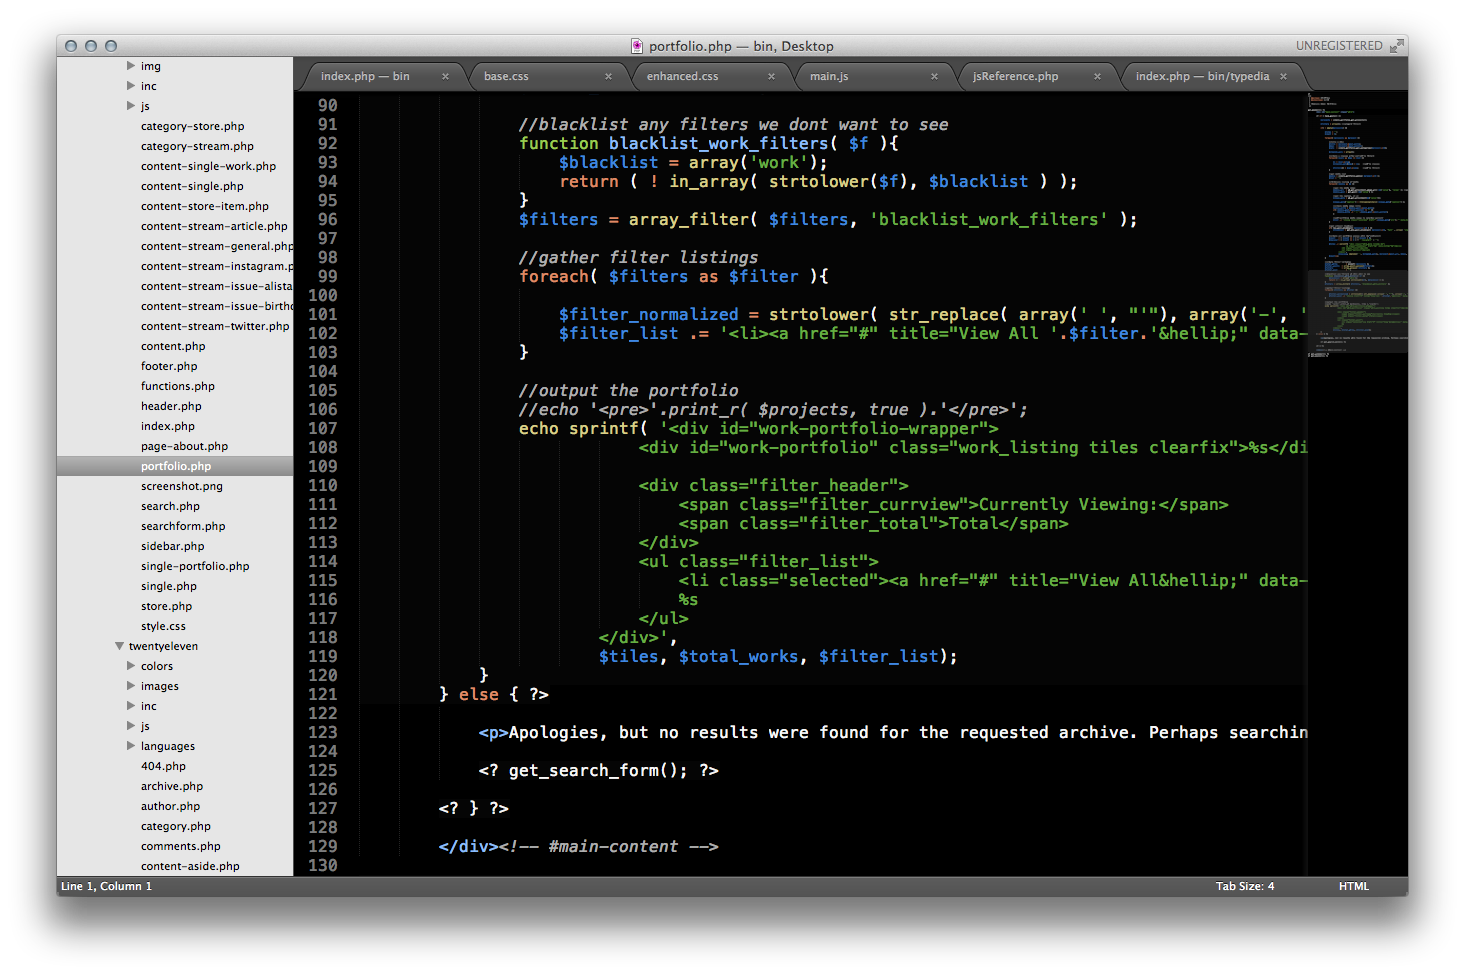 portfolio.php — bin, Desktop
UNREGISTERED
index.php — bin × base.css × enhanced.css × main.js × jsReference.php × index.php — bin/typedia ×
img
inc
js
category-store.php
category-stream.php
content-single-work.php
content-single.php
content-store-item.php
content-stream-article.php
content-stream-general.php
content-stream-instagram.p
content-stream-issue-alista
content-stream-issue-birtho
content-stream-twitter.php
content.php
footer.php
functions.php
header.php
index.php
page-about.php
portfolio.php
screenshot.png
search.php
searchform.php
sidebar.php
single-portfolio.php
single.php
store.php
style.css
twentyeleven
colors
images
inc
js
languages
404.php
archive.php
author.php
category.php
comments.php
content-aside.php
90
91 //blacklist any filters we dont want to see
92 function blacklist_work_filters( $f ){
93 $blacklist = array('work');
94 return ( ! in_array( strtolower($f), $blacklist ) );
95 }
96 $filters = array_filter( $filters, 'blacklist_work_filters' );
97
98 //gather filter listings
99 foreach( $filters as $filter ){
100
101 $filter_normalized = strtolower( str_replace( array(' ', "'"), array('-', '
102 $filter_list .= '<li><a href="#" title="View All '.$filter.'&hellip;" data-
103 }
104
105 //output the portfolio
106 //echo '<pre>'.print_r( $projects, true ).'</pre>';
107 echo sprintf( '<div id="work-portfolio-wrapper">
108 <div id="work-portfolio" class="work_listing tiles clearfix">%s</di
109
110 <div class="filter_header">
111 <span class="filter_currview">Currently Viewing:</span>
112 <span class="filter_total">Total</span>
113 </div>
114 <ul class="filter_list">
115 <li class="selected"><a href="#" title="View All&hellip;" data-
116 %s
117 </ul>
118 </div>',
119 $tiles, $total_works, $filter_list);
120 }
121 } else { ?>
122
123 <p>Apologies, but no results were found for the requested archive. Perhaps searchin
124
125 <? get_search_form(); ?>
126
127 <? } ?>
128
129 </div><!-- #main-content -->
130
Line 1, Column 1
Tab Size: 4
HTML